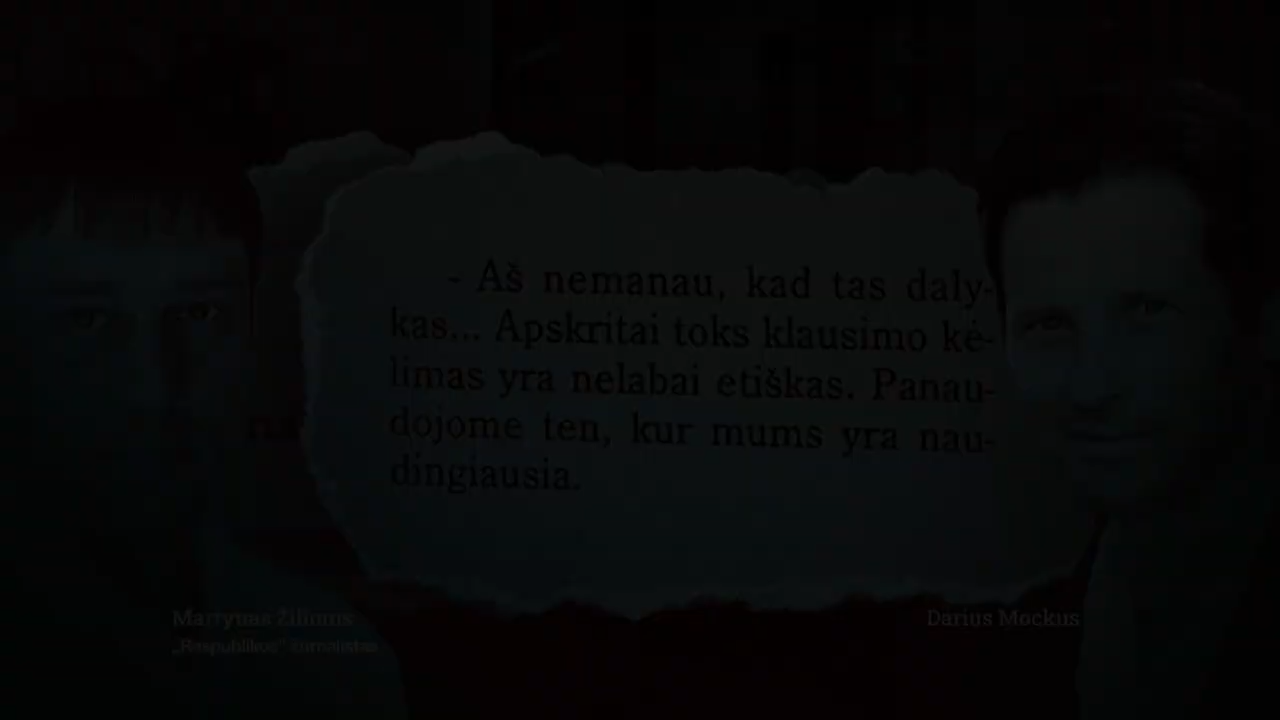 - Aš nemanau, kad tas daly-
kas... Apskritai toks klausimo kė-
limas yra nelabai etiškas. Panau-
dojome ten, kur mums yra nau-
dingiausia.
Martynas Žilionis
„Respublikos“ žurnalistas
Darius Mockus